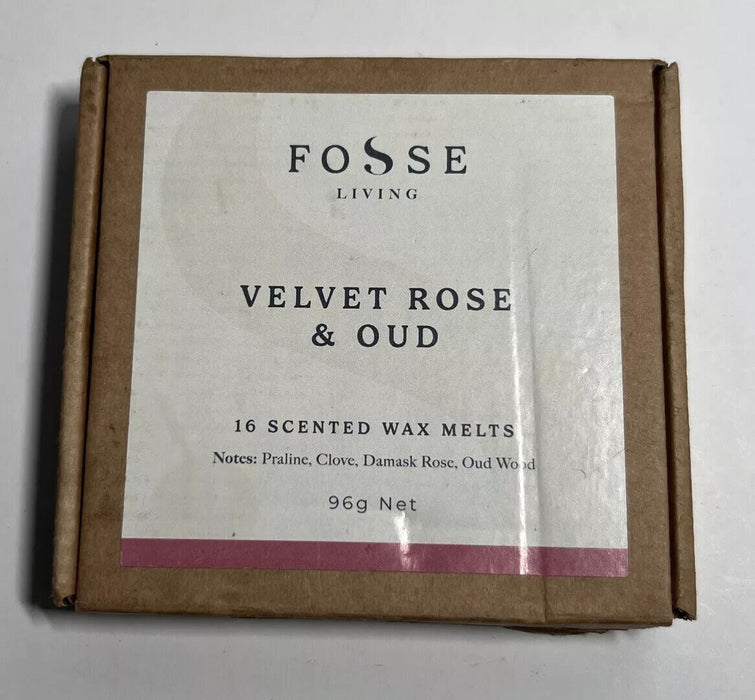 FOSSE
LIVING
VELVET ROSE
& OUD
16 SCENTED WAX MELTS
Notes: Praline, Clove, Damask Rose, Oud Wood
96g Net